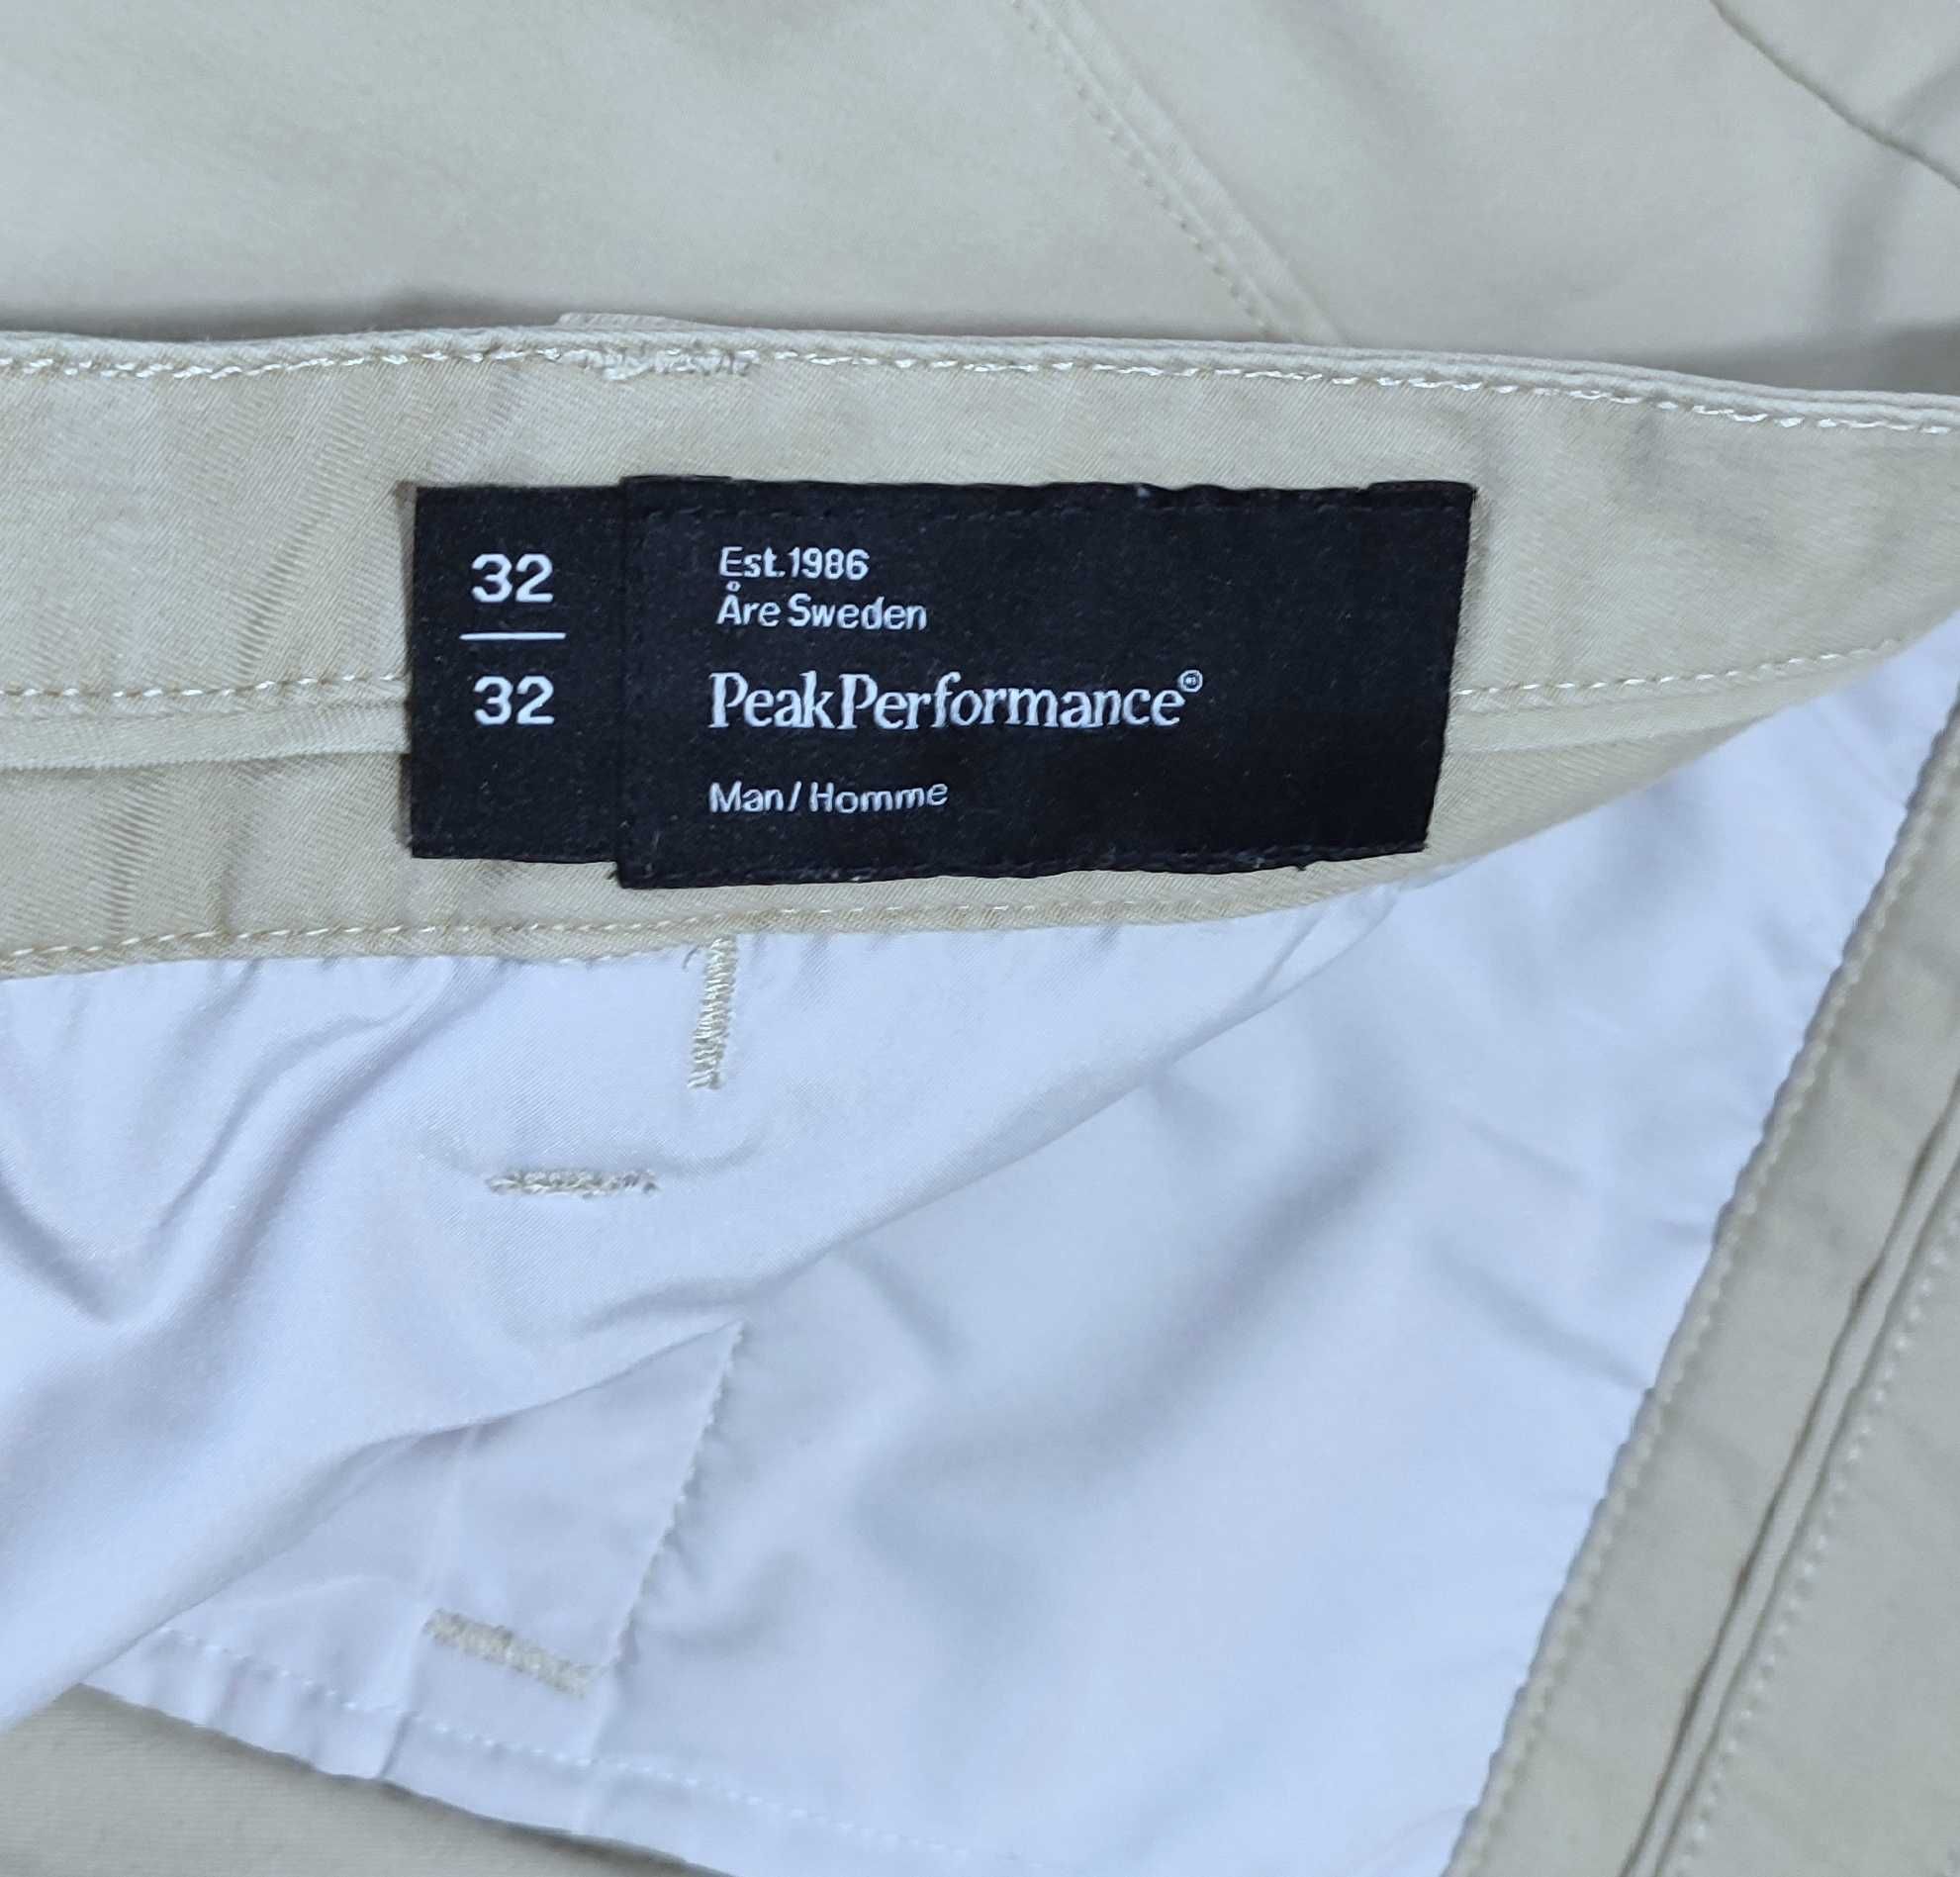 32
32
Est.1986
Åre Sweden
PeakPerformance®
Man/Homme